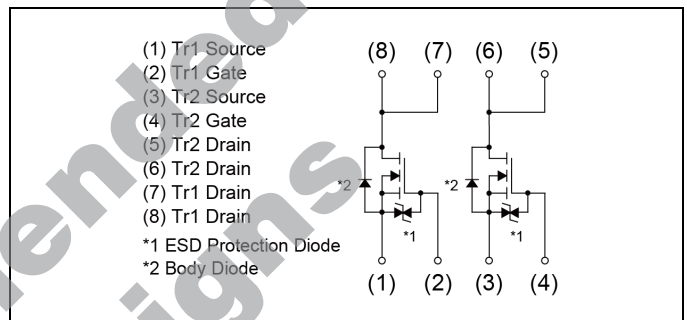 (1) Tr1 Source
(2) Tr1 Gate
(3) Tr2 Source
(4) Tr2 Gate
(5) Tr2 Drain
(6) Tr2 Drain
(7) Tr1 Drain
(8) Tr1 Drain
*1 ESD Protection Diode
*2 Body Diode
(8) (7) (6) (5)
*2 *2
*1 *1
(1) (2) (3) (4)